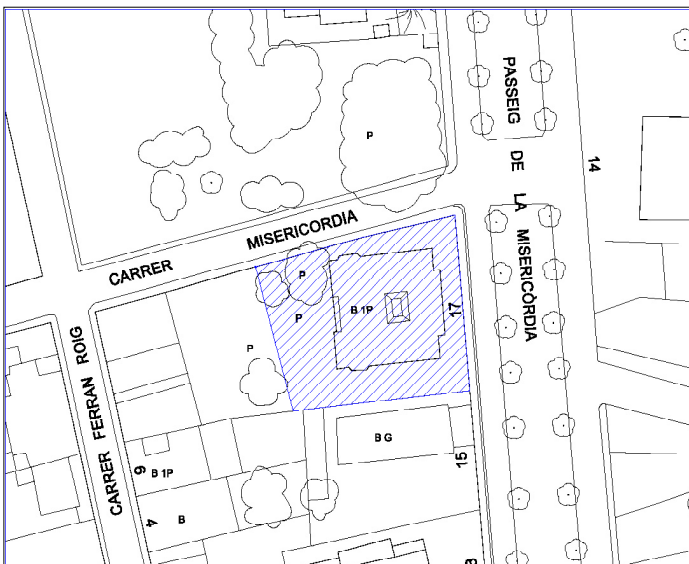 PASSEIG DE LA MISERICÒRDIA
14
P
CARRER MISERICORDIA
P
P
B 1P
17
P
CARRER FERRAN ROIG
B G
15
6
B 1P
4
B